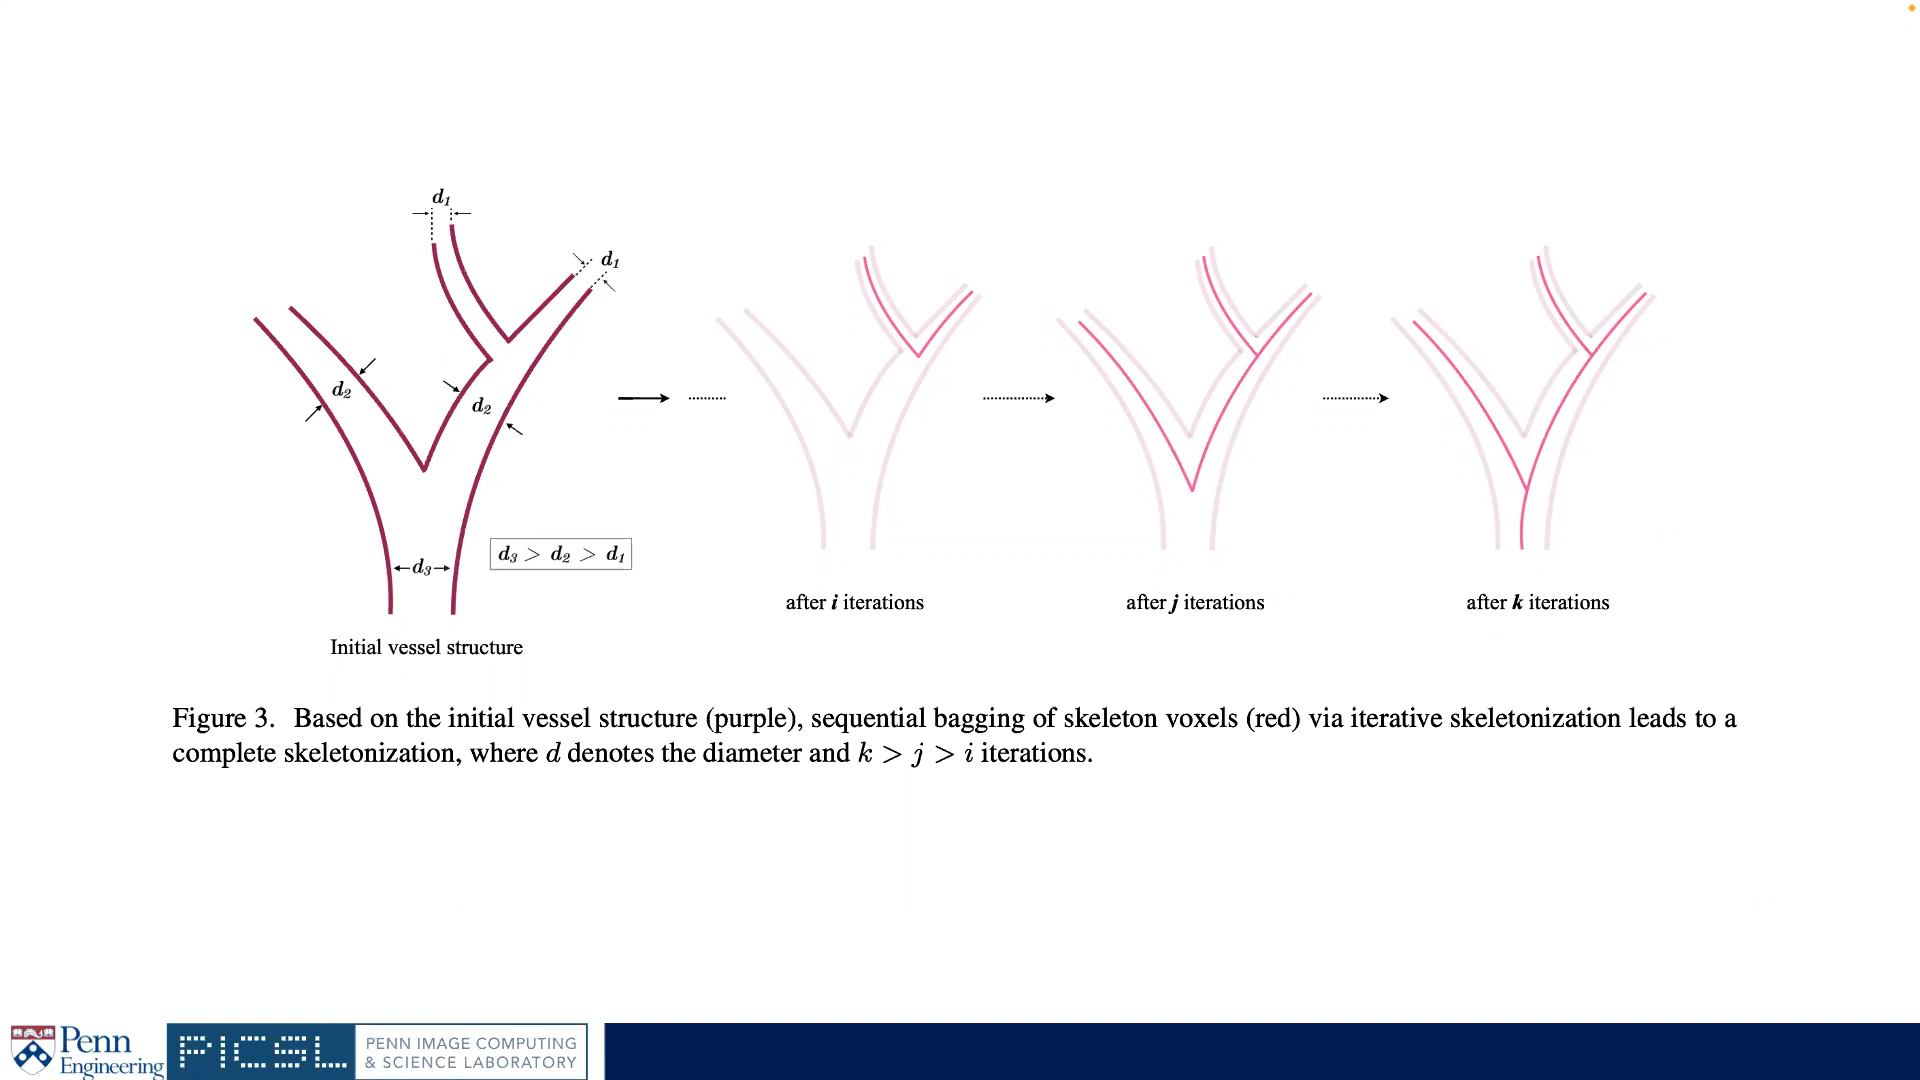 d₁
d₁
d₂
d₂
d₃
d₃ > d₂ > d₁
Initial vessel structure
after i iterations
after j iterations
after k iterations
Figure 3. Based on the initial vessel structure (purple), sequential bagging of skeleton voxels (red) via iterative skeletonization leads to a
complete skeletonization, where d denotes the diameter and k > j > i iterations.
Penn
Engineering
PICSL
PENN IMAGE COMPUTING
& SCIENCE LABORATORY